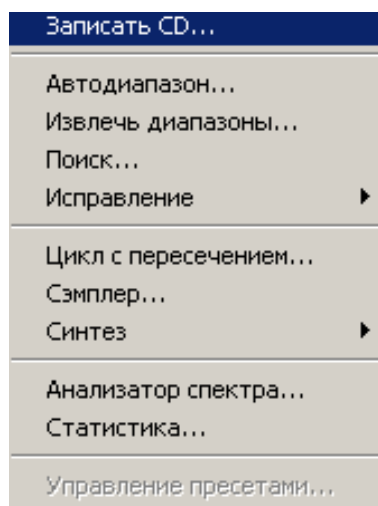 Записать CD...
Автодиапазон...
Извлечь диапазоны...
Поиск...
Исправление
Цикл с пересечением...
Сэмплер...
Синтез
Анализатор спектра...
Статистика...
Управление пресетами...